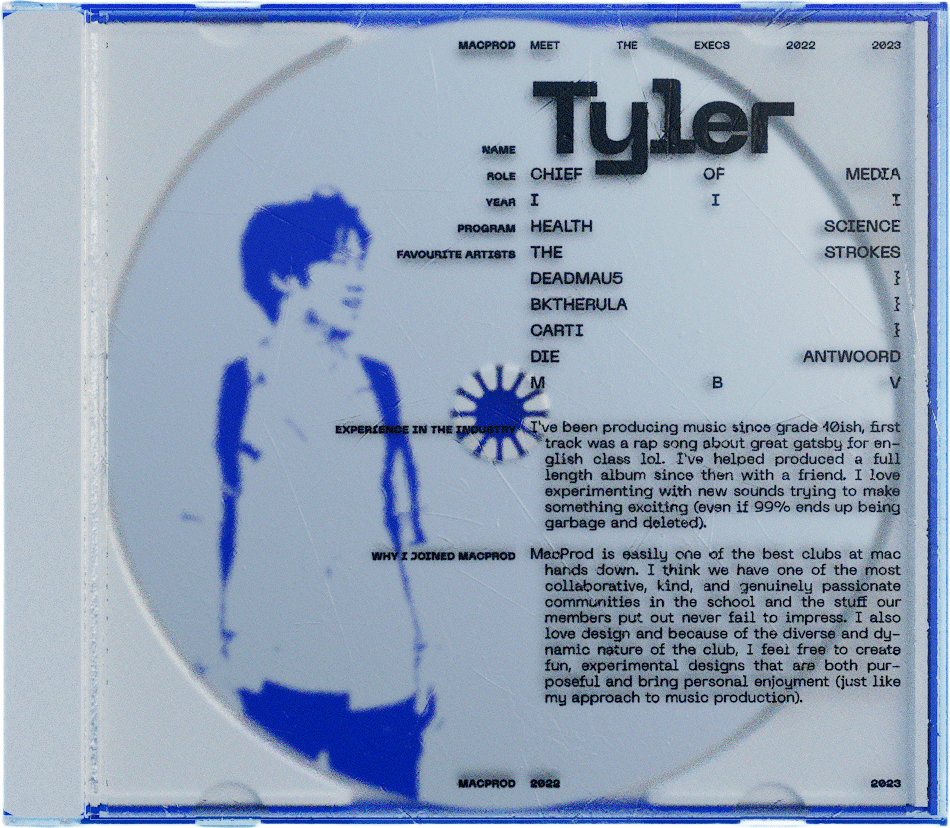 MACPROD MEET THE EXECS 2022 2023
NAME Tyler
ROLE CHIEF OF MEDIA
YEAR I I I
PROGRAM HEALTH SCIENCE
FAVOURITE ARTISTS THE STROKES
DEADMAU5
BKTHERULA
CARTI
DIE ANTWOORD
M B V
EXPERIENCE IN THE INDUSTRY I've been producing music since grade 10ish, first
track was a rap song about great gatsby for en-
glish class lol. I've helped produced a full
length album since then with a friend. I love
experimenting with new sounds trying to make
something exciting (even if 99% ends up being
garbage and deleted).
WHY I JOINED MACPROD MacProd is easily one of the best clubs at mac
hands down. I think we have one of the most
collaborative, kind, and genuinely passionate
communities in the school and the stuff our
members put out never fail to impress. I also
love design and because of the diverse and dy-
namic nature of the club, I feel free to create
fun, experimental designs that are both pur-
poseful and bring personal enjoyment (just like
my approach to music production).
MACPROD 2022 2023